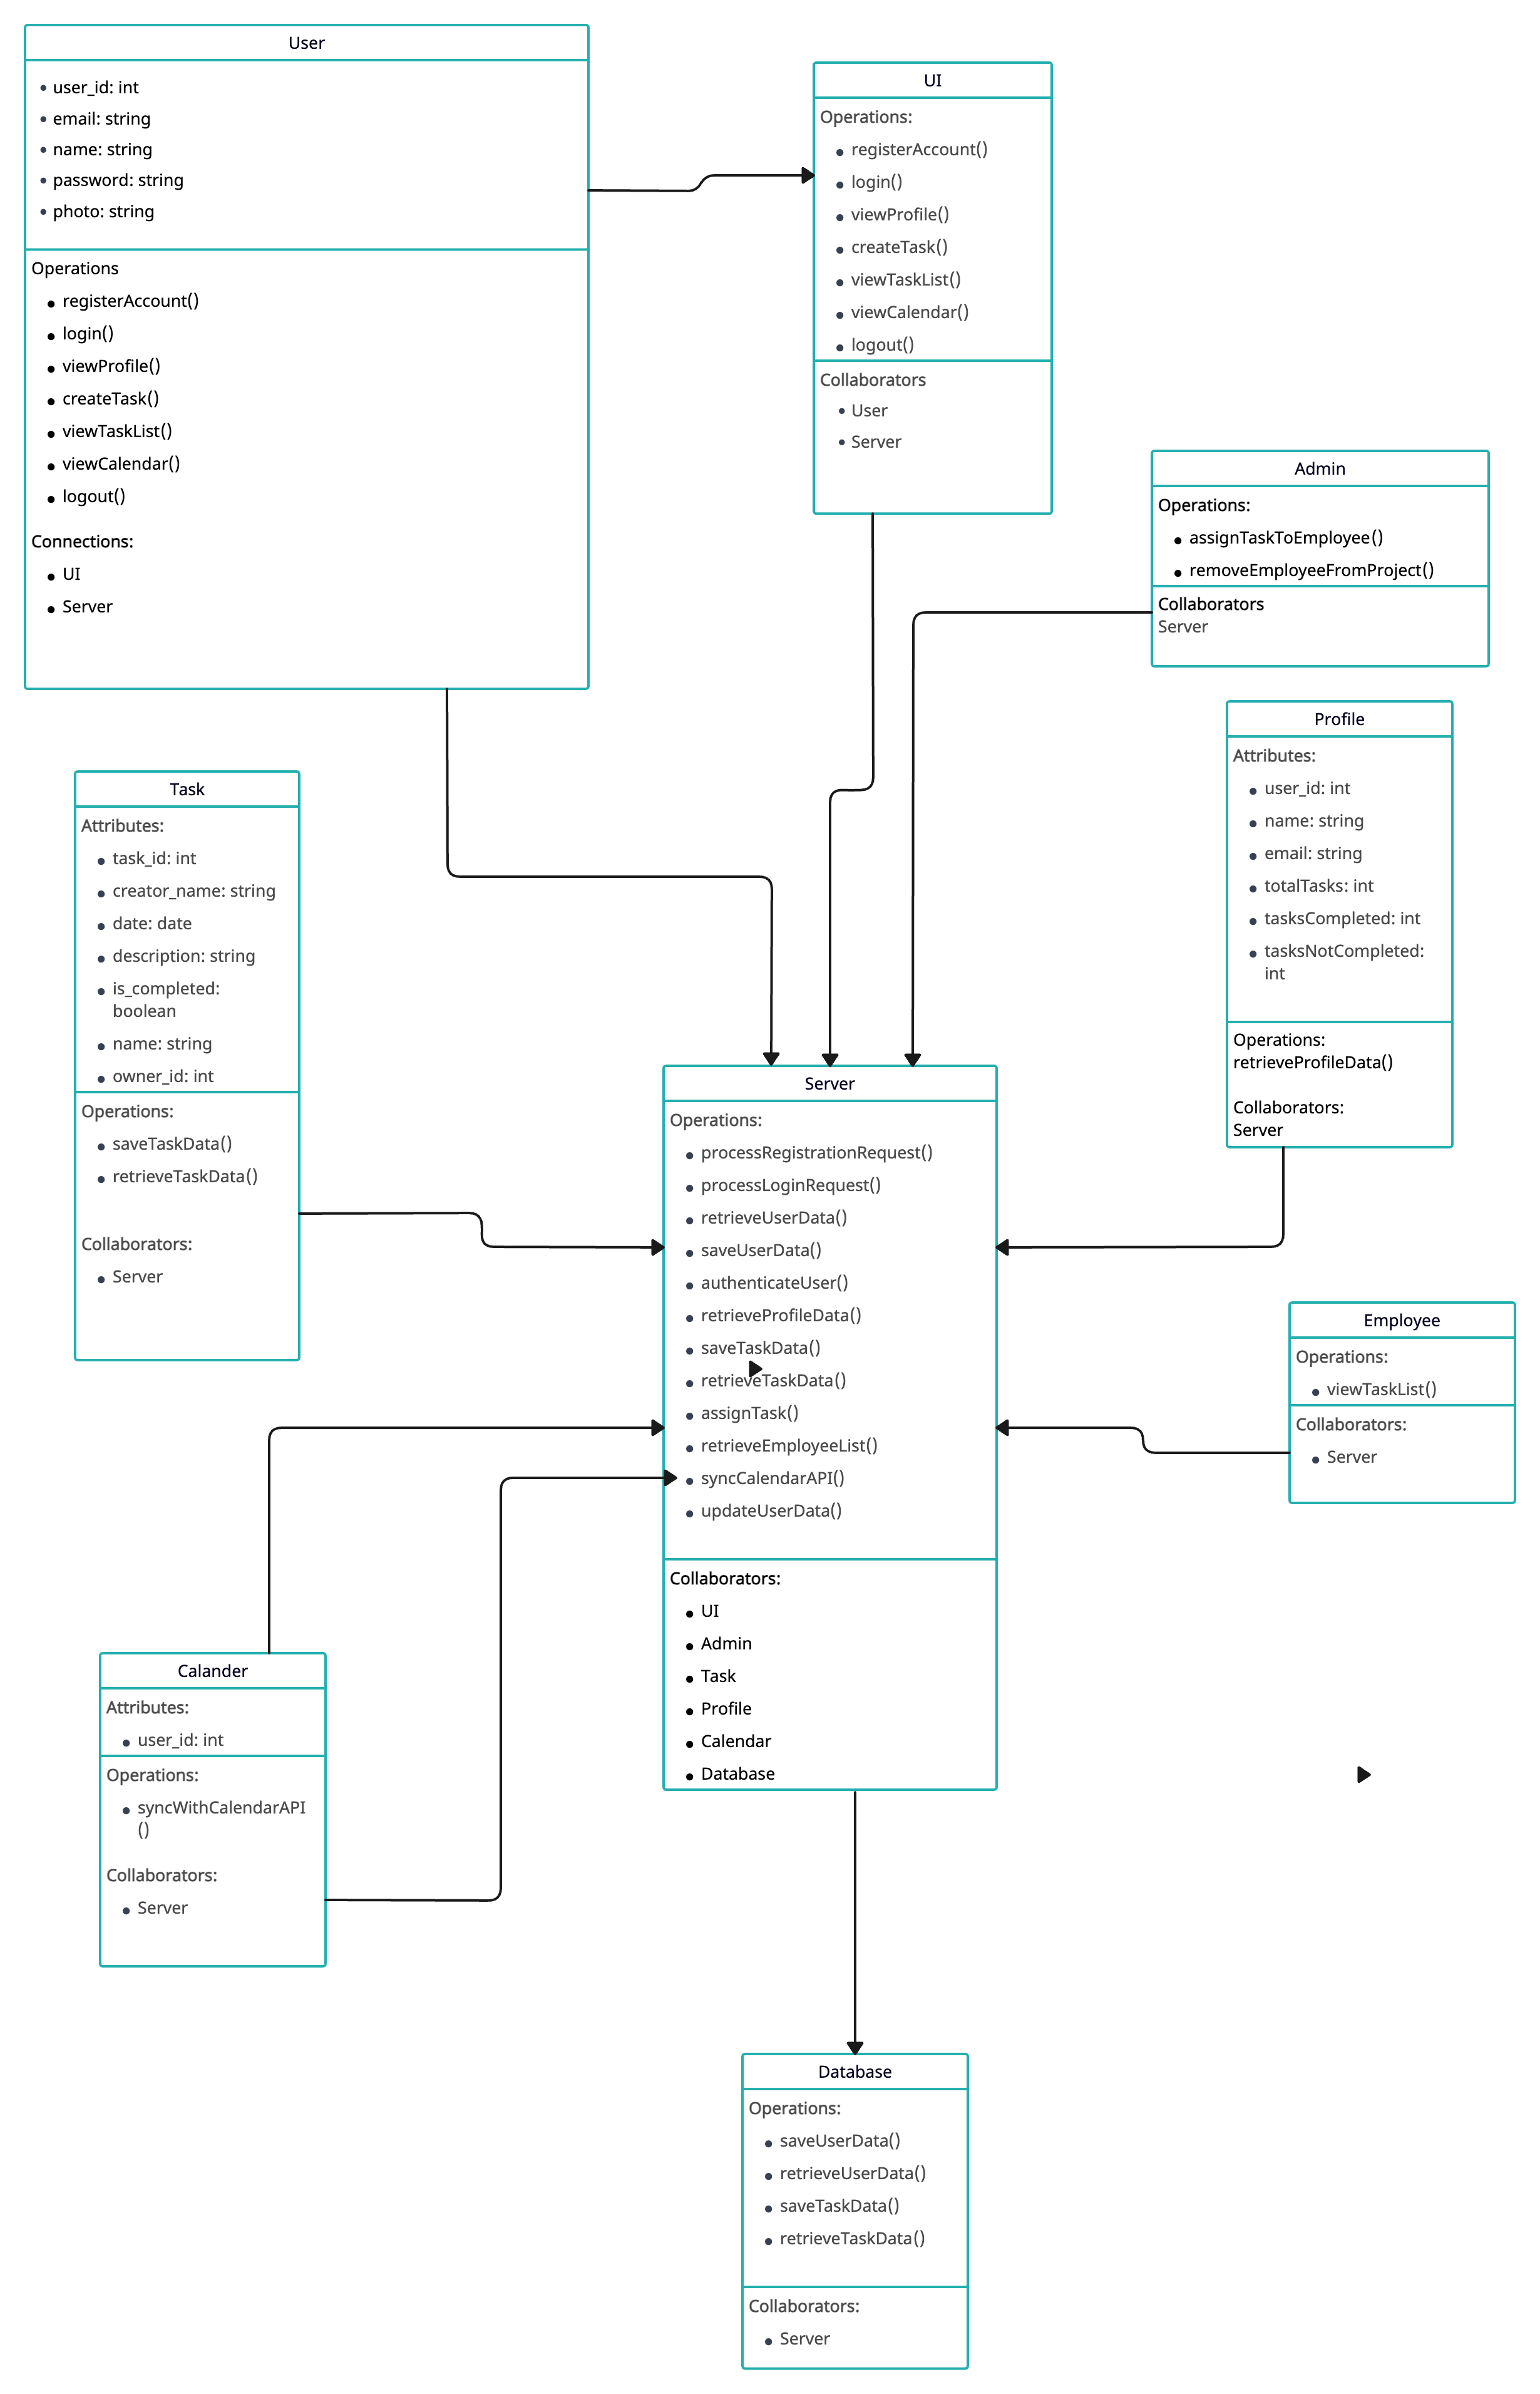 User
user_id: int
email: string
name: string
password: string
photo: string
Operations
registerAccount()
login()
viewProfile()
createTask()
viewTaskList()
viewCalendar()
logout()
Connections:
UI
Server
UI
Operations:
registerAccount()
login()
viewProfile()
createTask()
viewTaskList()
viewCalendar()
logout()
Collaborators
User
Server
Admin
Operations:
assignTaskToEmployee()
removeEmployeeFromProject()
Collaborators
Server
Profile
Attributes:
user_id: int
name: string
email: string
totalTasks: int
tasksCompleted: int
tasksNotCompleted:
int
Operations:
retrieveProfileData()
Collaborators:
Server
Task
Attributes:
task_id: int
creator_name: string
date: date
description: string
is_completed:
boolean
name: string
owner_id: int
Operations:
saveTaskData()
retrieveTaskData()
Collaborators:
Server
Server
Operations:
processRegistrationRequest()
processLoginRequest()
retrieveUserData()
saveUserData()
authenticateUser()
retrieveProfileData()
saveTaskData()
retrieveTaskData()
assignTask()
retrieveEmployeeList()
syncCalendarAPI()
updateUserData()
Collaborators:
UI
Admin
Task
Profile
Calendar
Database
Employee
Operations:
viewTaskList()
Collaborators:
Server
Calander
Attributes:
user_id: int
Operations:
syncWithCalendarAPI
()
Collaborators:
Server
Database
Operations:
saveUserData()
retrieveUserData()
saveTaskData()
retrieveTaskData()
Collaborators:
Server